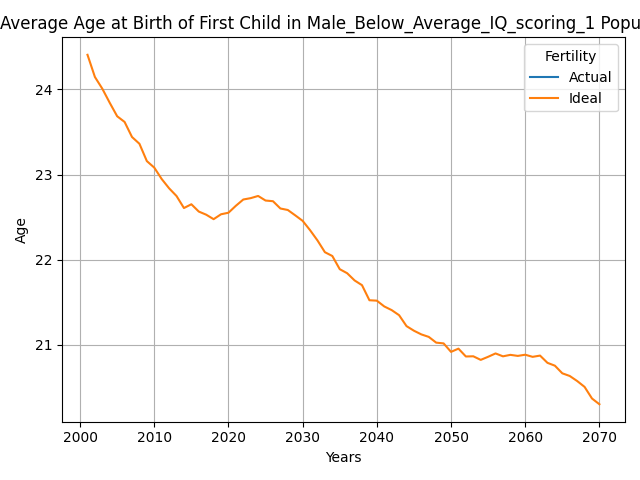 Average Age at Birth of First Child in Male_Below_Average_IQ_scoring_1 Popu
Fertility
Actual
Ideal
Age
24
23
22
21
2000 2010 2020 2030 2040 2050 2060 2070
Years